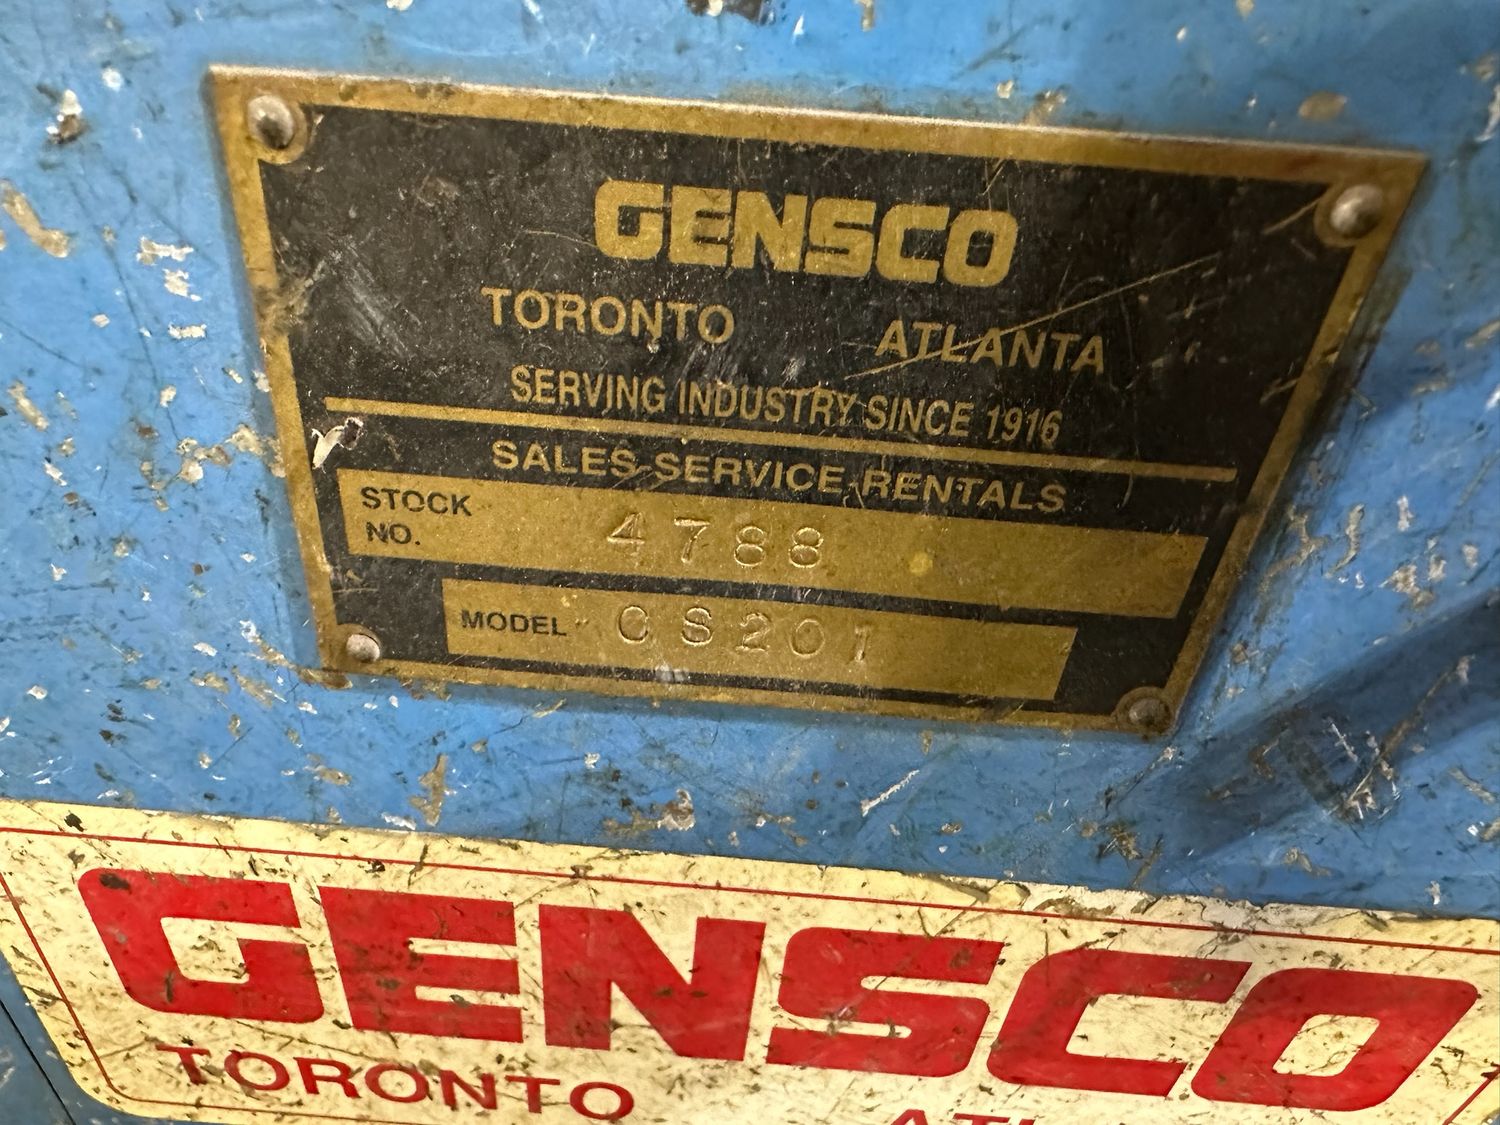 GENSCO
TORONTO ATLANTA
SERVING INDUSTRY SINCE 1916
SALES-SERVICE-RENTALS
STOCK NO. 4788
MODEL CS201
GENSCO
TORONTO